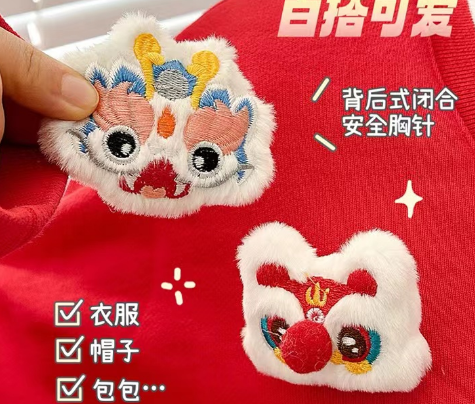 百搭可爱
背后式闭合
安全胸针
☑ 衣服
☑ 帽子
☑ 包包…